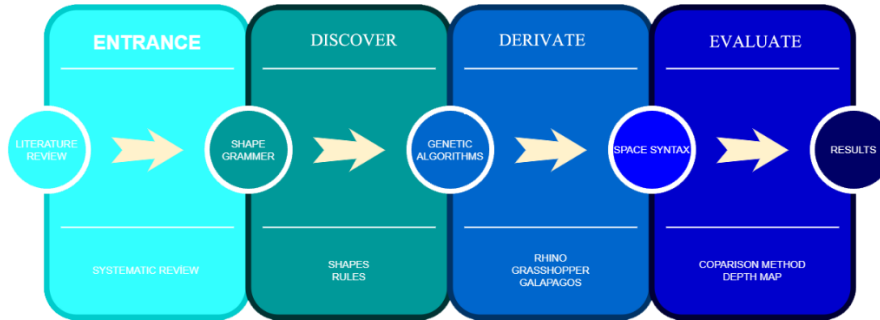 ENTRANCE
DISCOVER
DERIVATE
EVALUATE
LITERATURE
REVIEW
SHAPE
GRAMMER
GENETIC
ALGORITHMS
SPACE SYNTAX
RESULTS
SYSTEMATIC REVIEW
SHAPES
RULES
RHINO
GRASSHOPPER
GALAPAGOS
COPARISON METHOD
DEPTH MAP